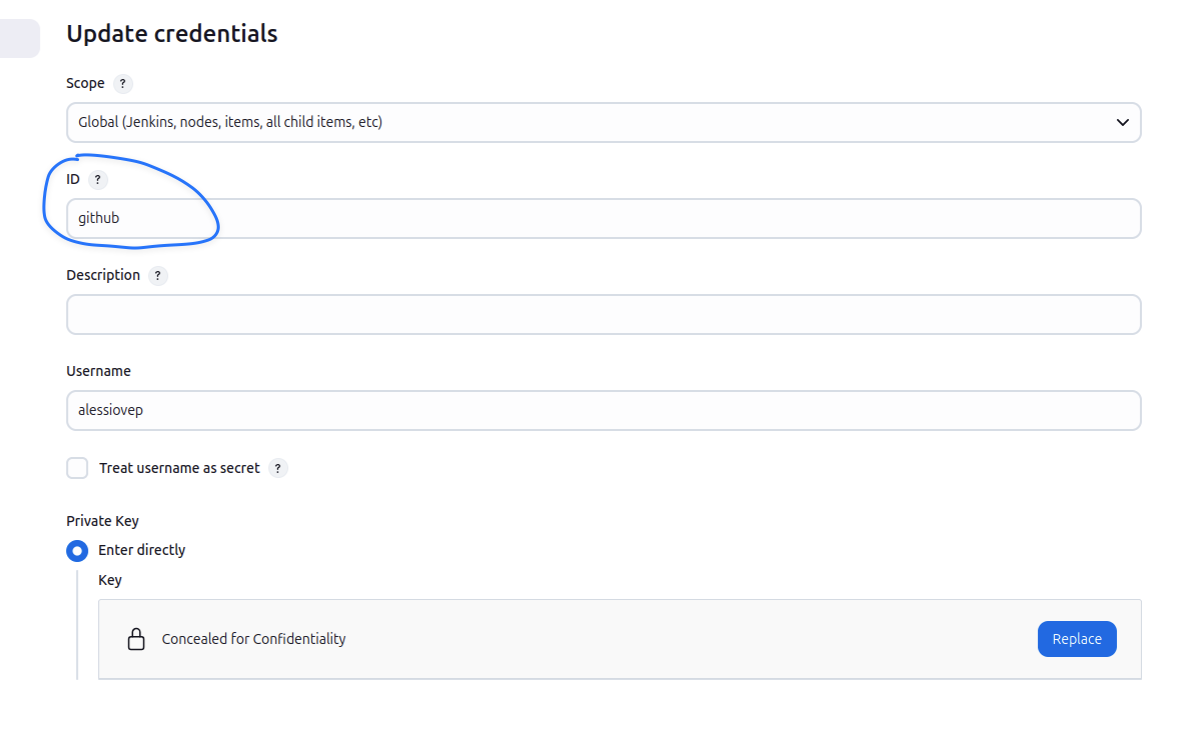 Update credentials
Scope ?
Global (Jenkins, nodes, items, all child items, etc)
ID ?
github
Description ?
Username
alessiovep
Treat username as secret ?
Private Key
Enter directly
Key
Concealed for Confidentiality
Replace